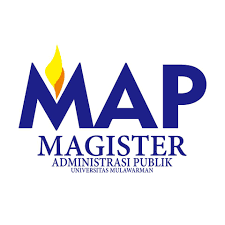 MAP
MAGISTER
ADMINISTRASI PUBLIK
UNIVERSITAS MULAWARMAN